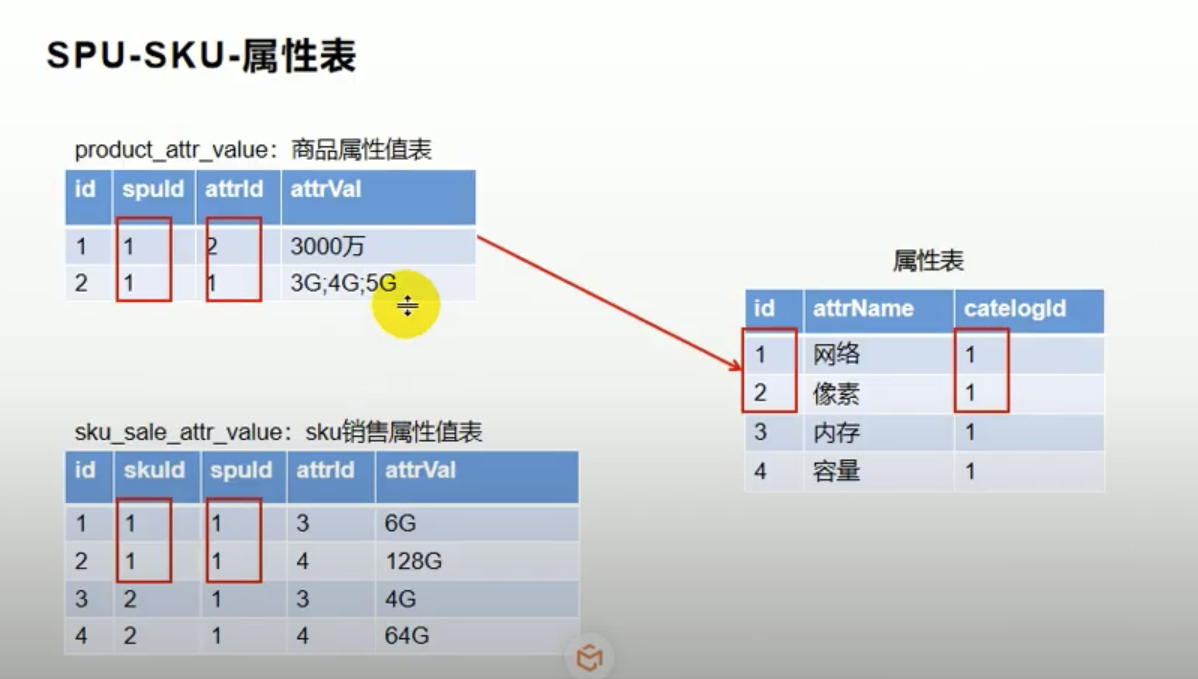 SPU-SKU-属性表
product_attr_value：商品属性值表
id spuId attrId attrVal
1 1 2 3000万
2 1 1 3G;4G;5G
属性表
id attrName catelogId
1 网络 1
2 像素 1
3 内存 1
4 容量 1
sku_sale_attr_value：sku销售属性值表
id skuId spuId attrId attrVal
1 1 1 3 6G
2 1 1 4 128G
3 2 1 3 4G
4 2 1 4 64G